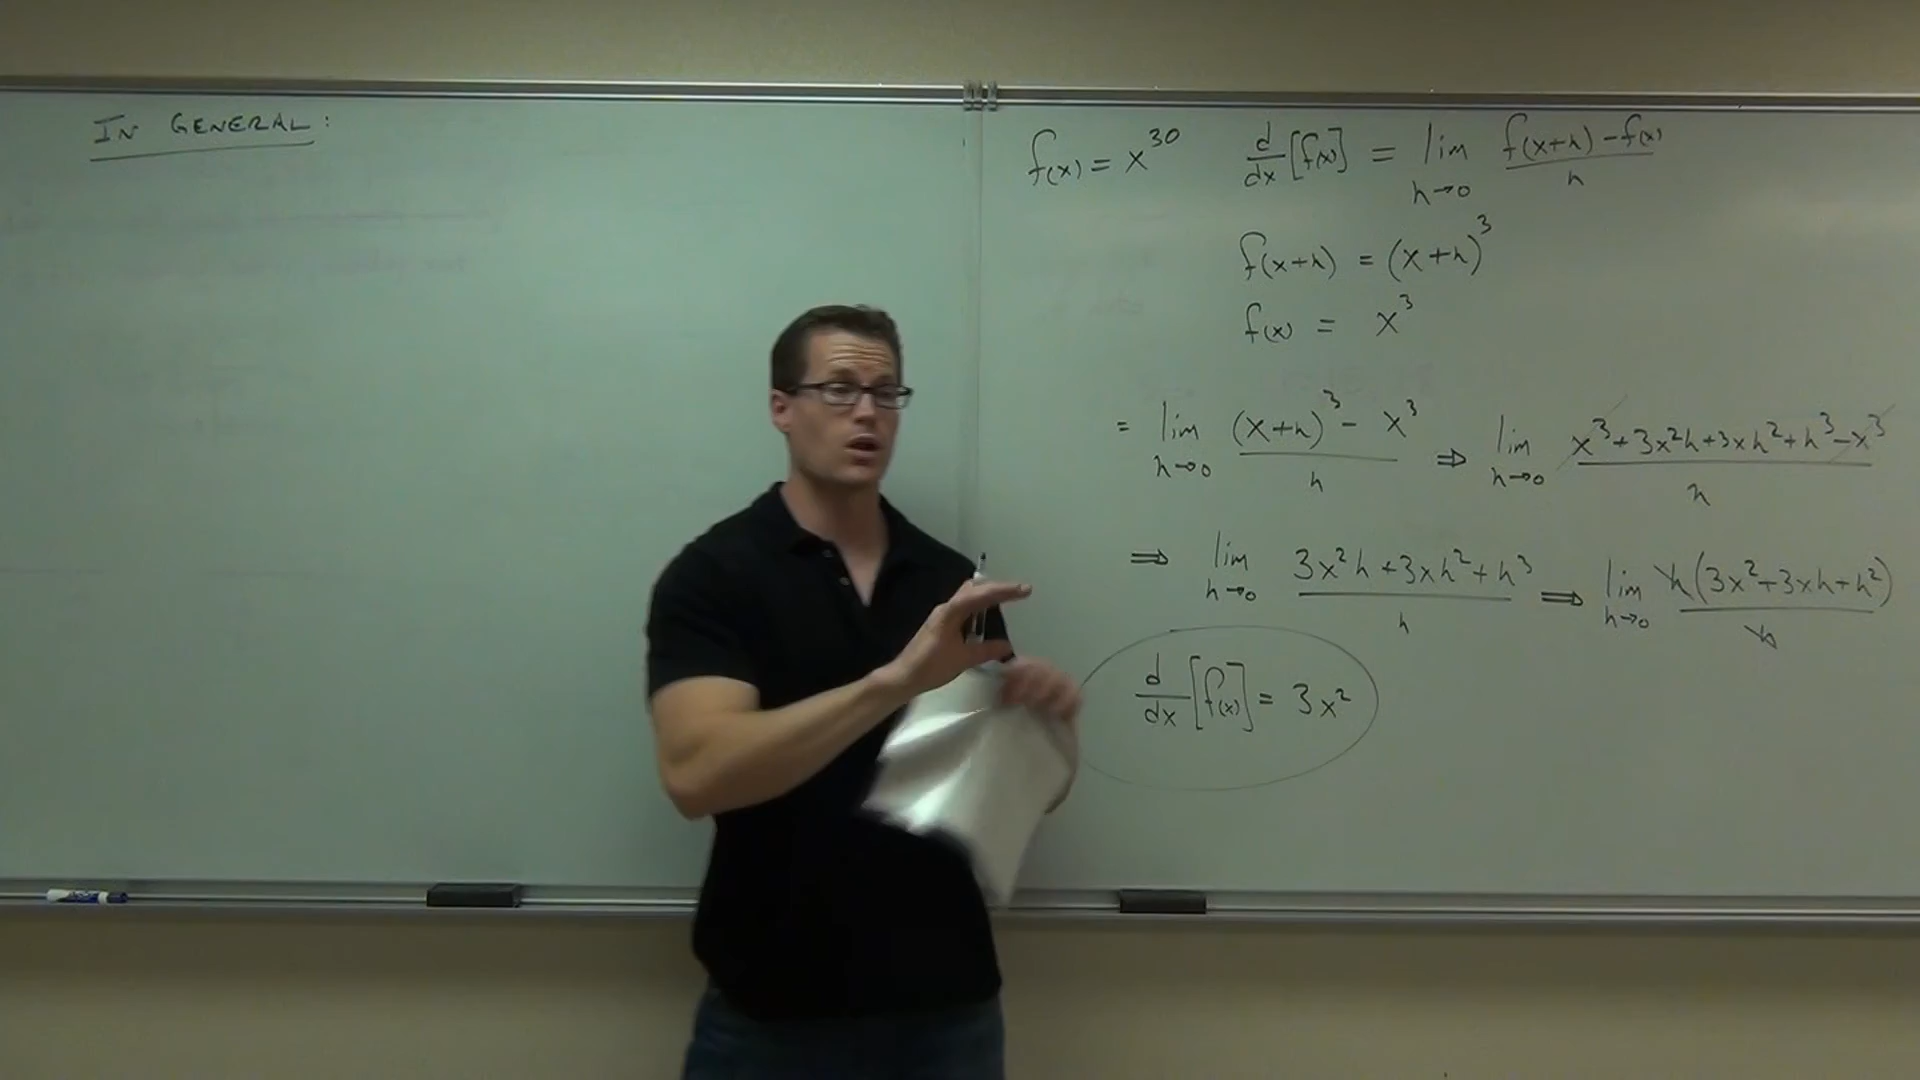 IN GENERAL:
f(x) = x^30 d/dx [f(x)] = lim h→0 (f(x+h) - f(x))/h
f(x+h) = (x+h)^3
f(x) = x^3
= lim h→0 ((x+h)^3 - x^3)/h ⇒ lim h→0 (x^3+3x^2h+3xh^2+h^3-x^3)/h
⇒ lim h→0 (3x^2h+3xh^2+h^3)/h ⇒ lim h→0 h(3x^2+3xh+h^2)/h
d/dx [f(x)] = 3x^2